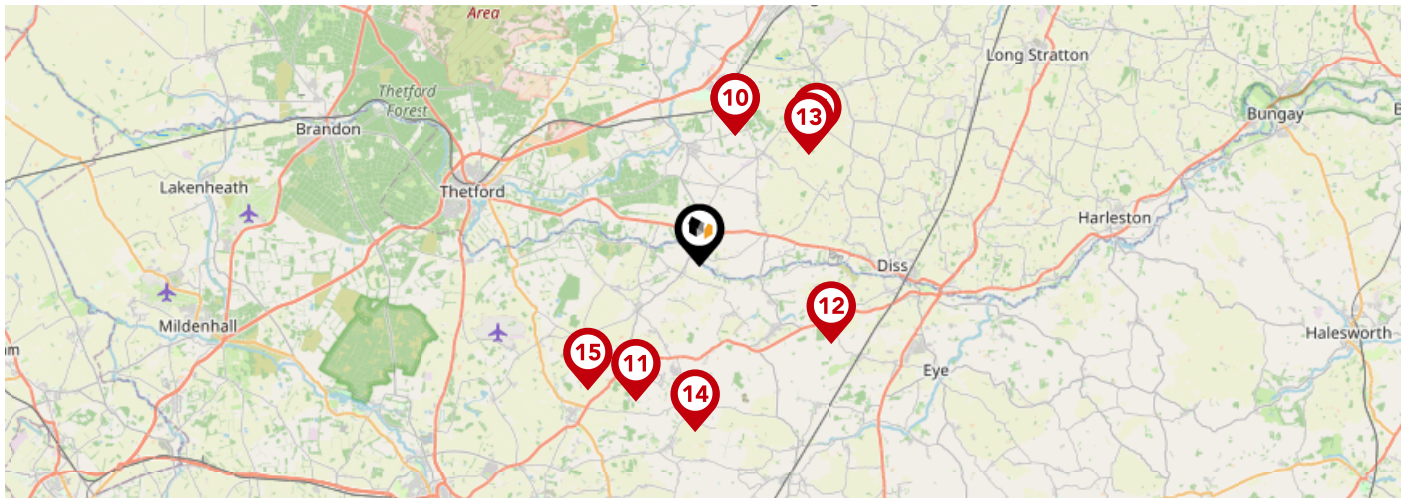 Area
Long Stratton
Thetford
Forest
10
13
Bungay
Brandon
Lakenheath
Thetford
Harleston
Diss
12
Mildenhall
Halesworth
15
11
Eye
14